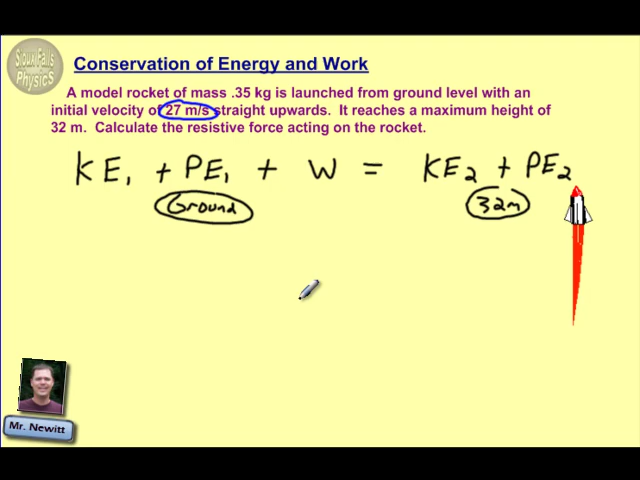 Sioux Falls
Physics
Conservation of Energy and Work
A model rocket of mass .35 kg is launched from ground level with an
initial velocity of 27 m/s straight upwards. It reaches a maximum height of
32 m. Calculate the resistive force acting on the rocket.
KE₁ + PE₁ + W = KE₂ + PE₂
Ground 32m
Mr. Newitt